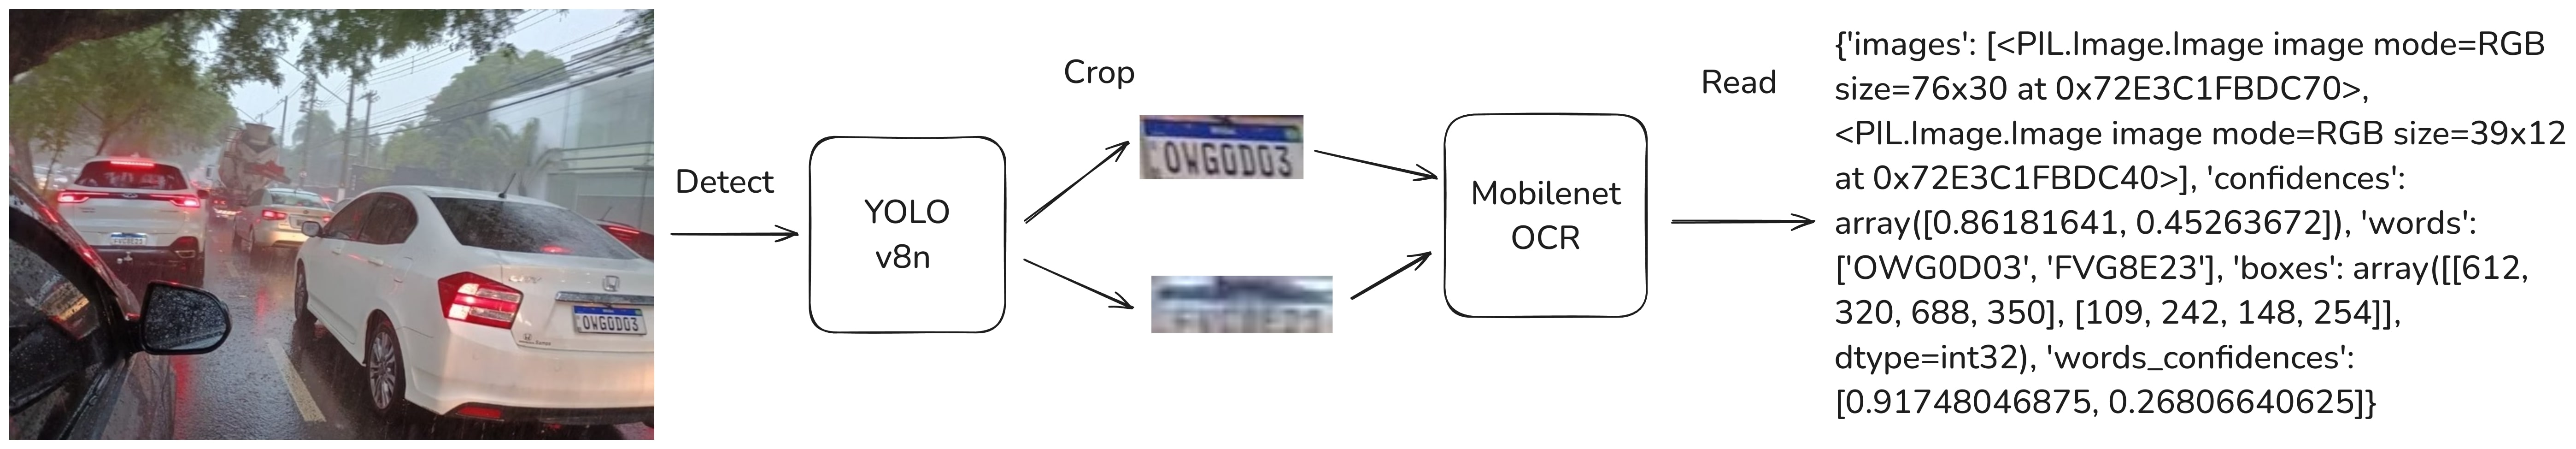 OWG0D03
Detect
YOLO
v8n
Crop
OWG0D03
Mobilenet
OCR
Read
{'images': [<PIL.Image.Image image mode=RGB
size=76x30 at 0x72E3C1FBDC70>,
<PIL.Image.Image image mode=RGB size=39x12
at 0x72E3C1FBDC40>], 'confidences':
array([0.86181641, 0.45263672]), 'words':
['OWG0D03', 'FVG8E23'], 'boxes': array([[612,
320, 688, 350], [109, 242, 148, 254]],
dtype=int32), 'words_confidences':
[0.91748046875, 0.26806640625]}